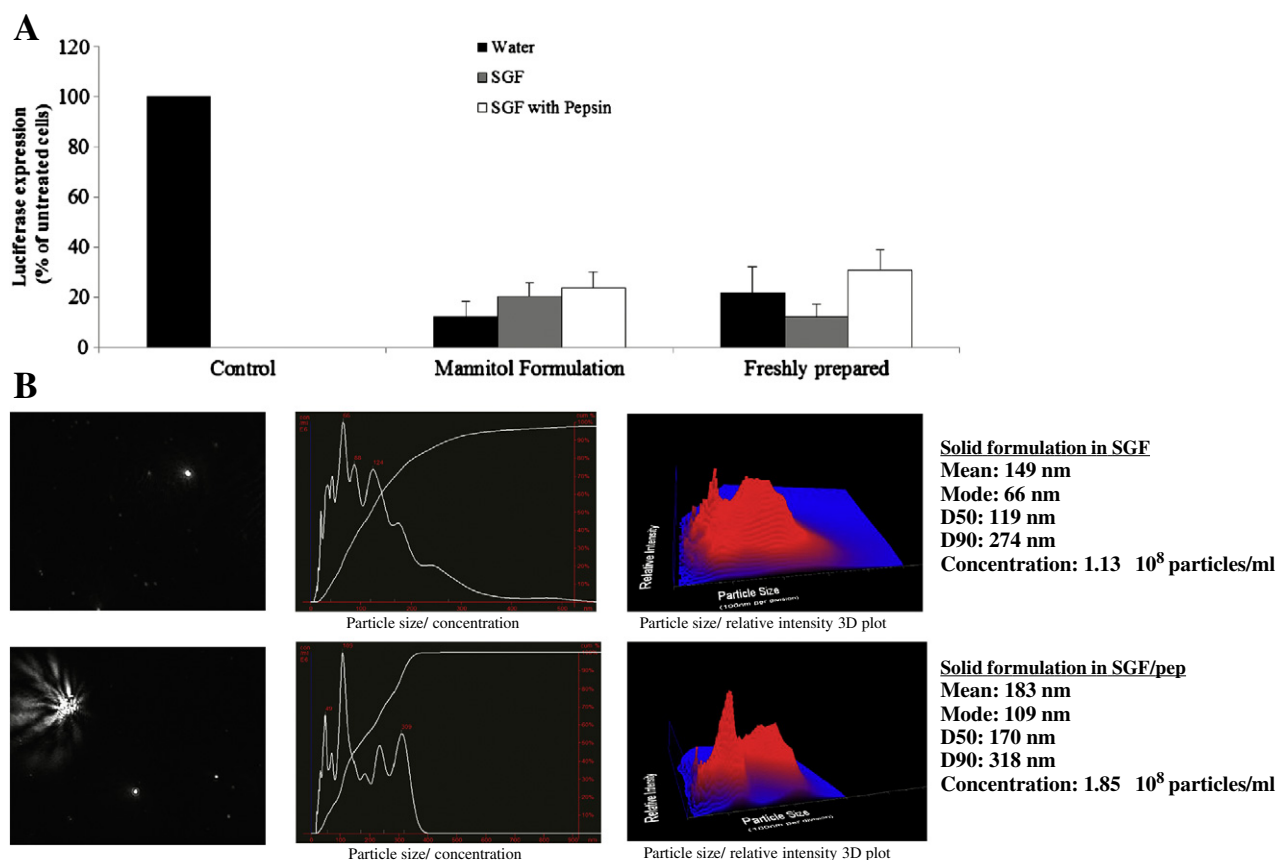 A
Luciferase expression
(% of untreated cells)
120
100
80
60
40
20
0
Water
SGF
SGF with Pepsin
Control
Mannitol Formulation
Freshly prepared
B
Particle size/ concentration
Relative Intensity
Particle Size
(100nm per division)
Particle size/ relative intensity 3D plot
Solid formulation in SGF
Mean: 149 nm
Mode: 66 nm
D50: 119 nm
D90: 274 nm
Concentration: 1.13 10⁸ particles/ml
Particle size/ concentration
Relative Intensity
Particle Size
Particle size/ relative intensity 3D plot
Solid formulation in SGF/pep
Mean: 183 nm
Mode: 109 nm
D50: 170 nm
D90: 318 nm
Concentration: 1.85 10⁸ particles/ml